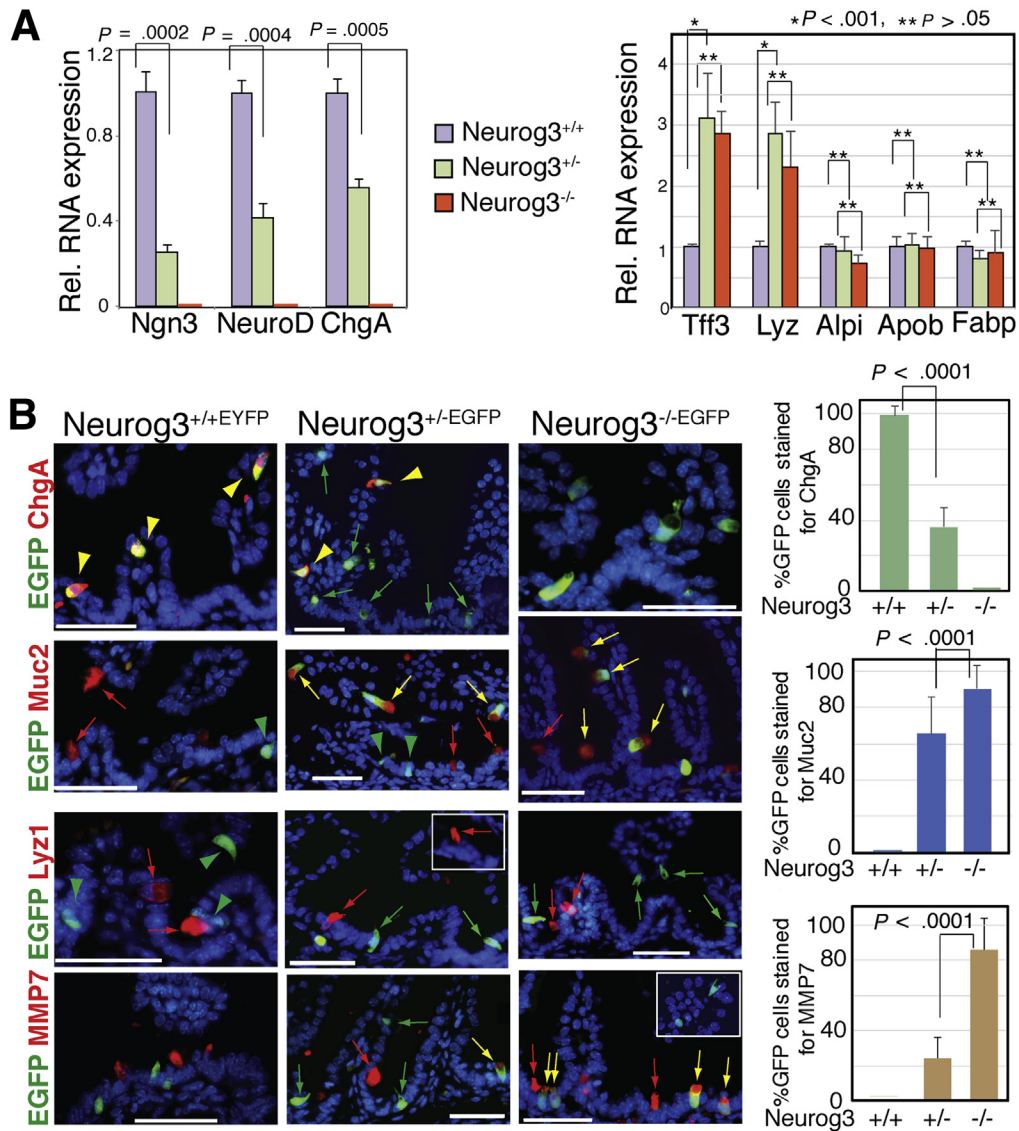 A
P = .0002 P = .0004 P = .0005
Rel. RNA expression
1.2
0.8
0.4
0
Ngn3 NeuroD ChgA
Neurog3+/+
Neurog3+/-
Neurog3-/-
*P < .001, **P > .05
Rel. RNA expression
4
3
2
1
0
* ** * ** ** ** ** ** ** **
Tff3 Lyz Alpi Apob Fabp
B
Neurog3+/+EYFP Neurog3+/-EGFP Neurog3-/-EGFP
EGFP ChgA
EGFP Muc2
EGFP Lyz1
EGFP MMP7
P < .0001
%GFP cells stained
for ChgA
100
80
40
0
Neurog3 +/+ +/- -/-
P < .0001
%GFP cells stained
for Muc2
100
80
40
0
Neurog3 +/+ +/- -/-
P < .0001
%GFP cells stained
for MMP7
100
80
40
0
Neurog3 +/+ +/- -/-